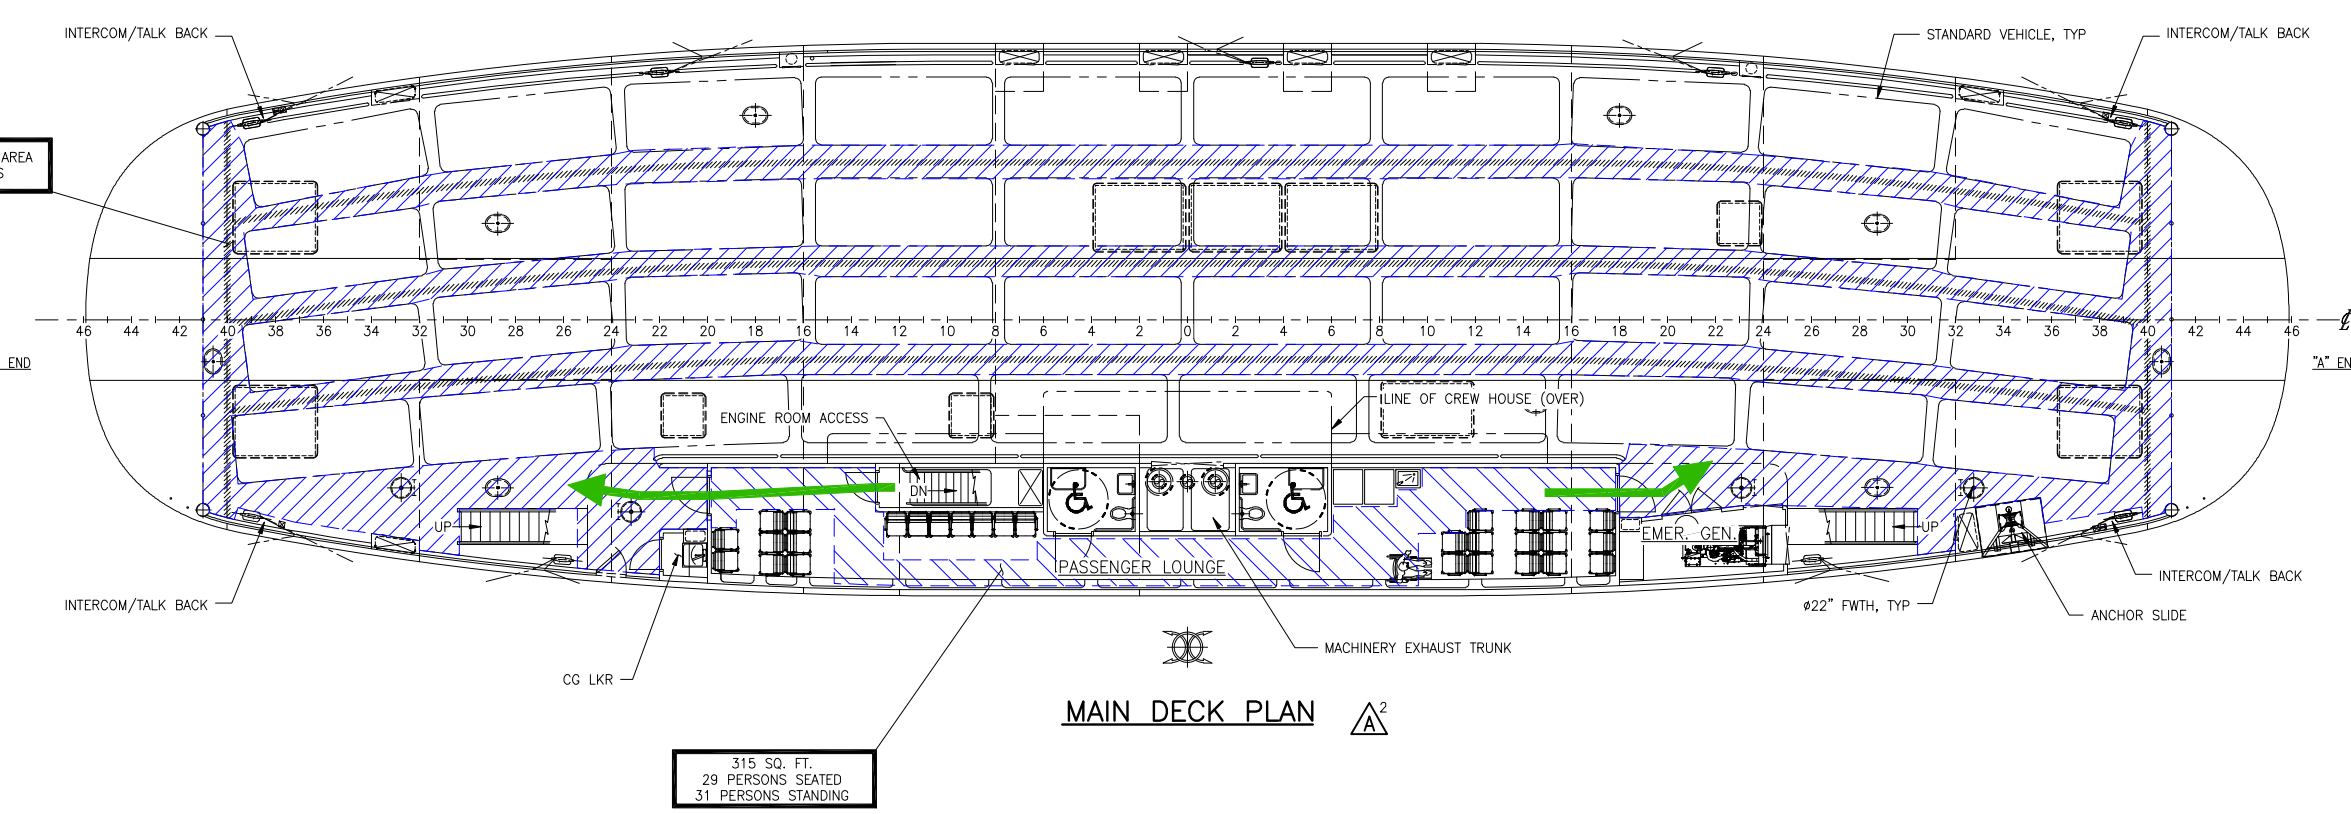 INTERCOM/TALK BACK
STANDARD VEHICLE, TYP
INTERCOM/TALK BACK
AREA
S
46 44 42 40 38 36 34 32 30 28 26 24 22 20 18 16 14 12 10 8 6 4 2 0 2 4 6 8 10 12 14 16 18 20 22 24 26 28 30 32 34 36 38 40 42 44 46
END
"A" EN
LINE OF CREW HOUSE (OVER)
ENGINE ROOM ACCESS
DN
UP
UP
EMER. GEN.
PASSENGER LOUNGE
INTERCOM/TALK BACK
INTERCOM/TALK BACK
Ø22" FWTH, TYP
ANCHOR SLIDE
MACHINERY EXHAUST TRUNK
CG LKR
MAIN DECK PLAN
A 2
315 SQ. FT.
29 PERSONS SEATED
31 PERSONS STANDING